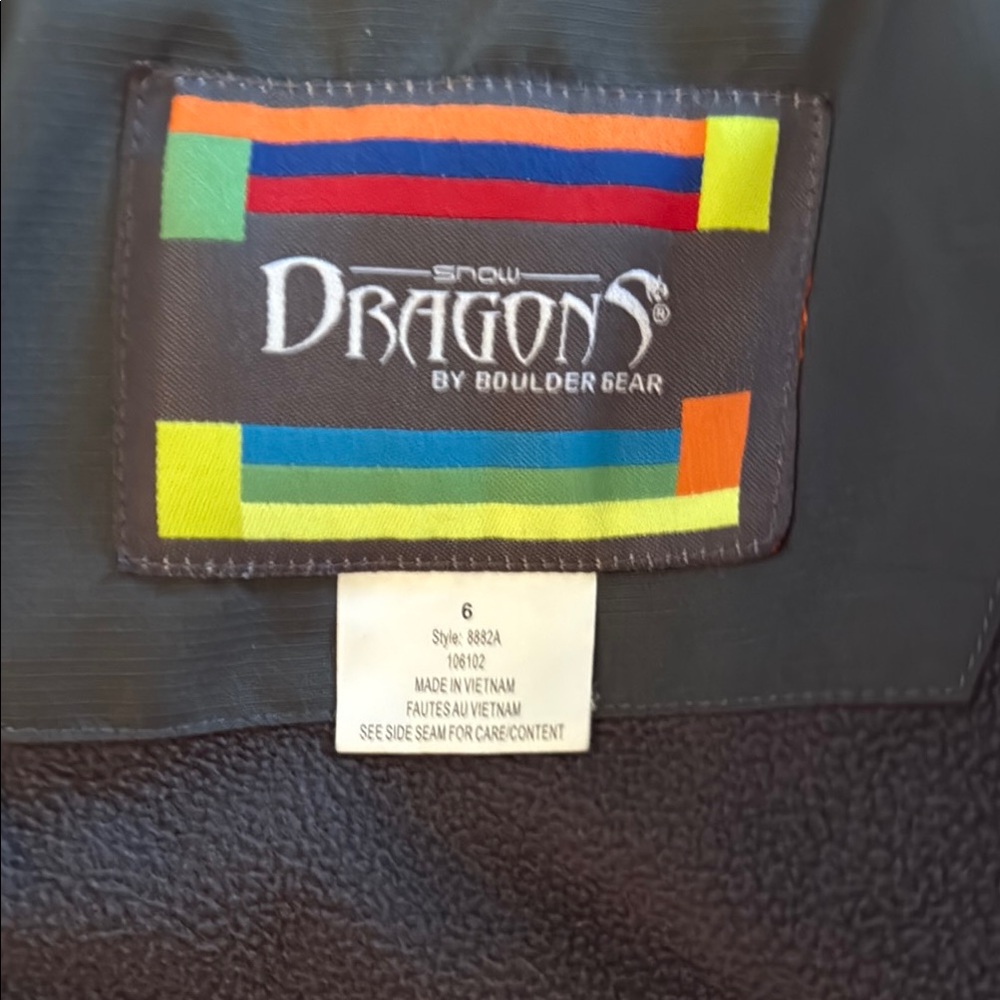 snow
DRAGONS®
BY BOULDER GEAR
6
Style: 8882A
106102
MADE IN VIETNAM
FAUTES AU VIETNAM
SEE SIDE SEAM FOR CARE/CONTENT